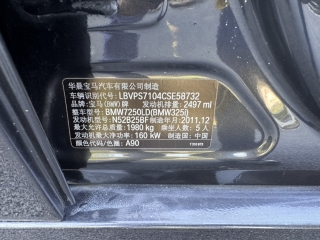 华晨宝马汽车有限公司制造
车辆识别代号: LBVPS7104CSE58732
品牌: 宝马(BMW)牌 发动机排量: 2497 ml
整车型号: BMW7250LD(BMW325i)
发动机型号: N52B25BF 制造年月: 2011.12
最大允许总质量: 1980 kg 乘坐人数: 5 人
发动机最大净功率: 160 kW 制造国: 中国
颜色代码/色漆: A90